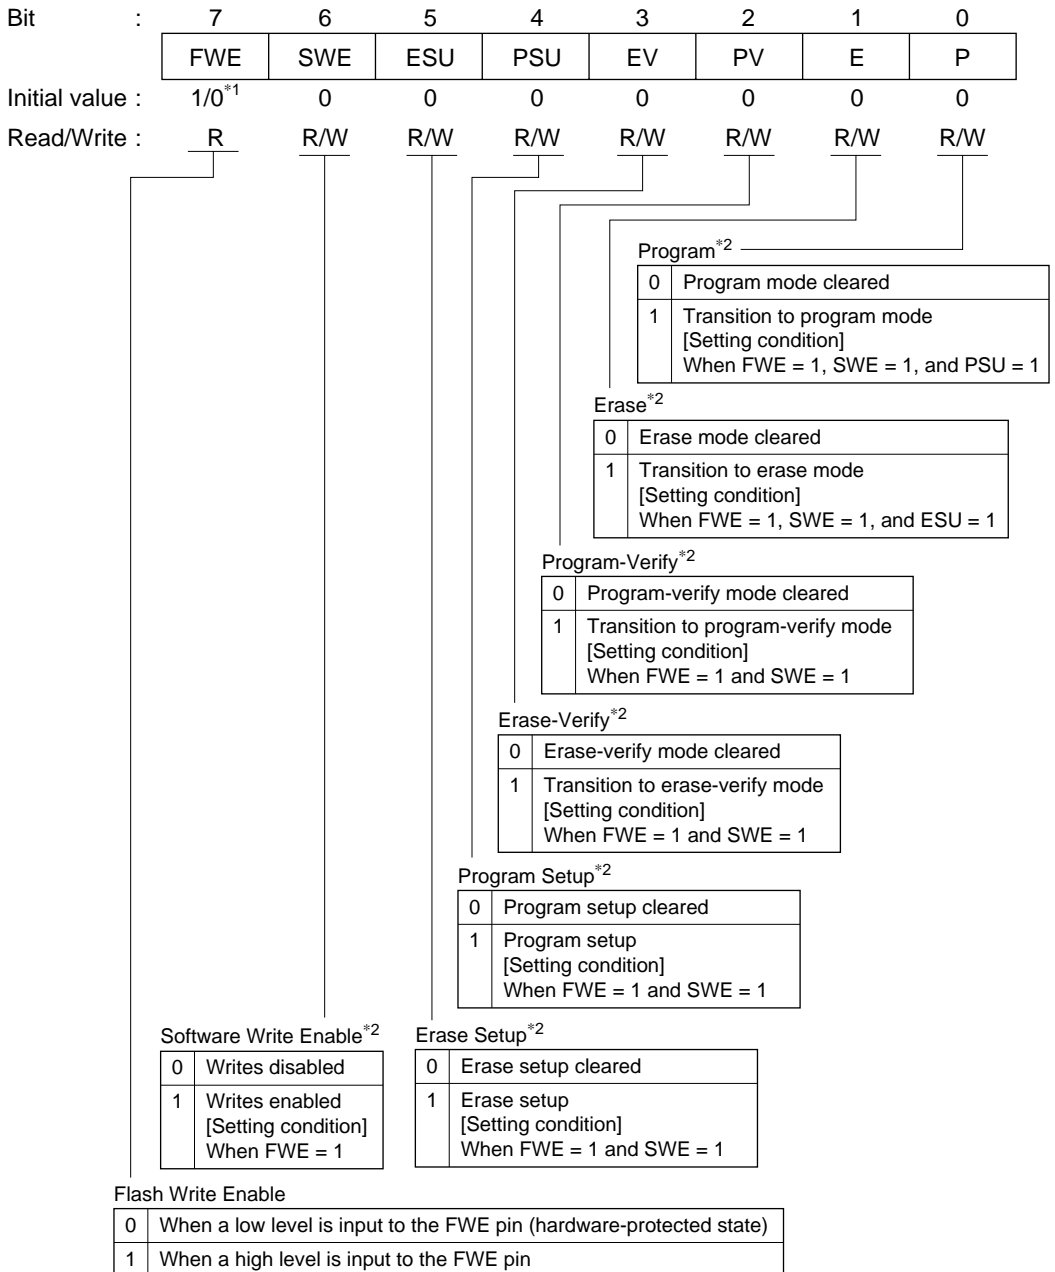 Bit : 7 6 5 4 3 2 1 0
FWE SWE ESU PSU EV PV E P
Initial value : 1/0*1 0 0 0 0 0 0 0
Read/Write : R R/W R/W R/W R/W R/W R/W R/W
Program*2
0 Program mode cleared
1 Transition to program mode
[Setting condition]
When FWE = 1, SWE = 1, and PSU = 1
Erase*2
0 Erase mode cleared
1 Transition to erase mode
[Setting condition]
When FWE = 1, SWE = 1, and ESU = 1
Program-Verify*2
0 Program-verify mode cleared
1 Transition to program-verify mode
[Setting condition]
When FWE = 1 and SWE = 1
Erase-Verify*2
0 Erase-verify mode cleared
1 Transition to erase-verify mode
[Setting condition]
When FWE = 1 and SWE = 1
Program Setup*2
0 Program setup cleared
1 Program setup
[Setting condition]
When FWE = 1 and SWE = 1
Software Write Enable*2
0 Writes disabled
1 Writes enabled
[Setting condition]
When FWE = 1
Erase Setup*2
0 Erase setup cleared
1 Erase setup
[Setting condition]
When FWE = 1 and SWE = 1
Flash Write Enable
0 When a low level is input to the FWE pin (hardware-protected state)
1 When a high level is input to the FWE pin